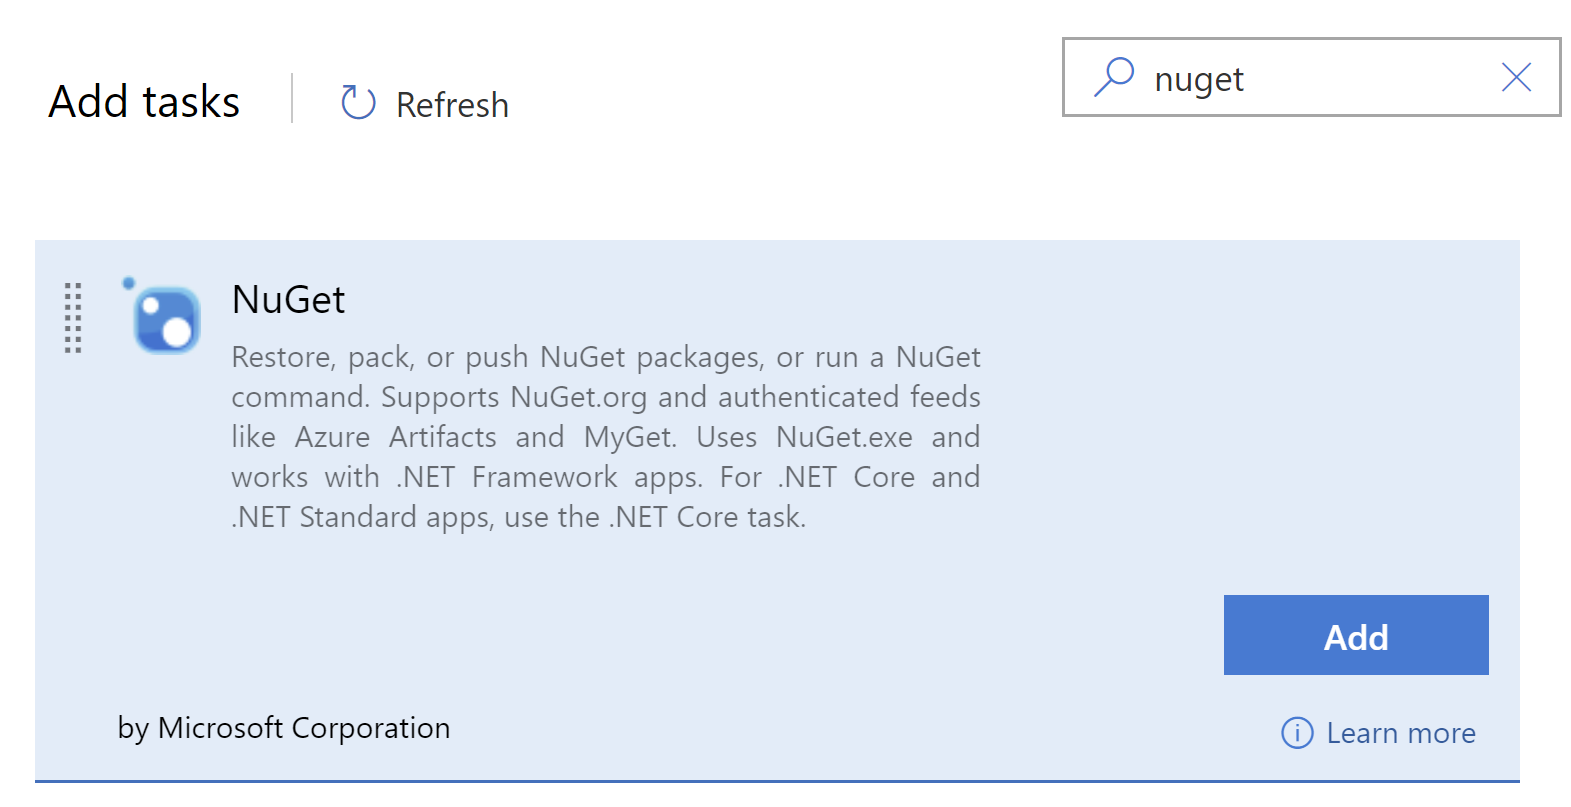 Add tasks
Refresh
nuget
NuGet
Restore, pack, or push NuGet packages, or run a NuGet
command. Supports NuGet.org and authenticated feeds
like Azure Artifacts and MyGet. Uses NuGet.exe and
works with .NET Framework apps. For .NET Core and
.NET Standard apps, use the .NET Core task.
Add
by Microsoft Corporation
Learn more